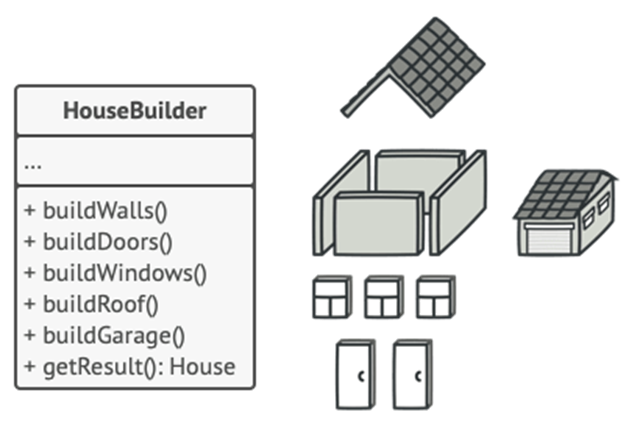 HouseBuilder
...
+ buildWalls()
+ buildDoors()
+ buildWindows()
+ buildRoof()
+ buildGarage()
+ getResult(): House